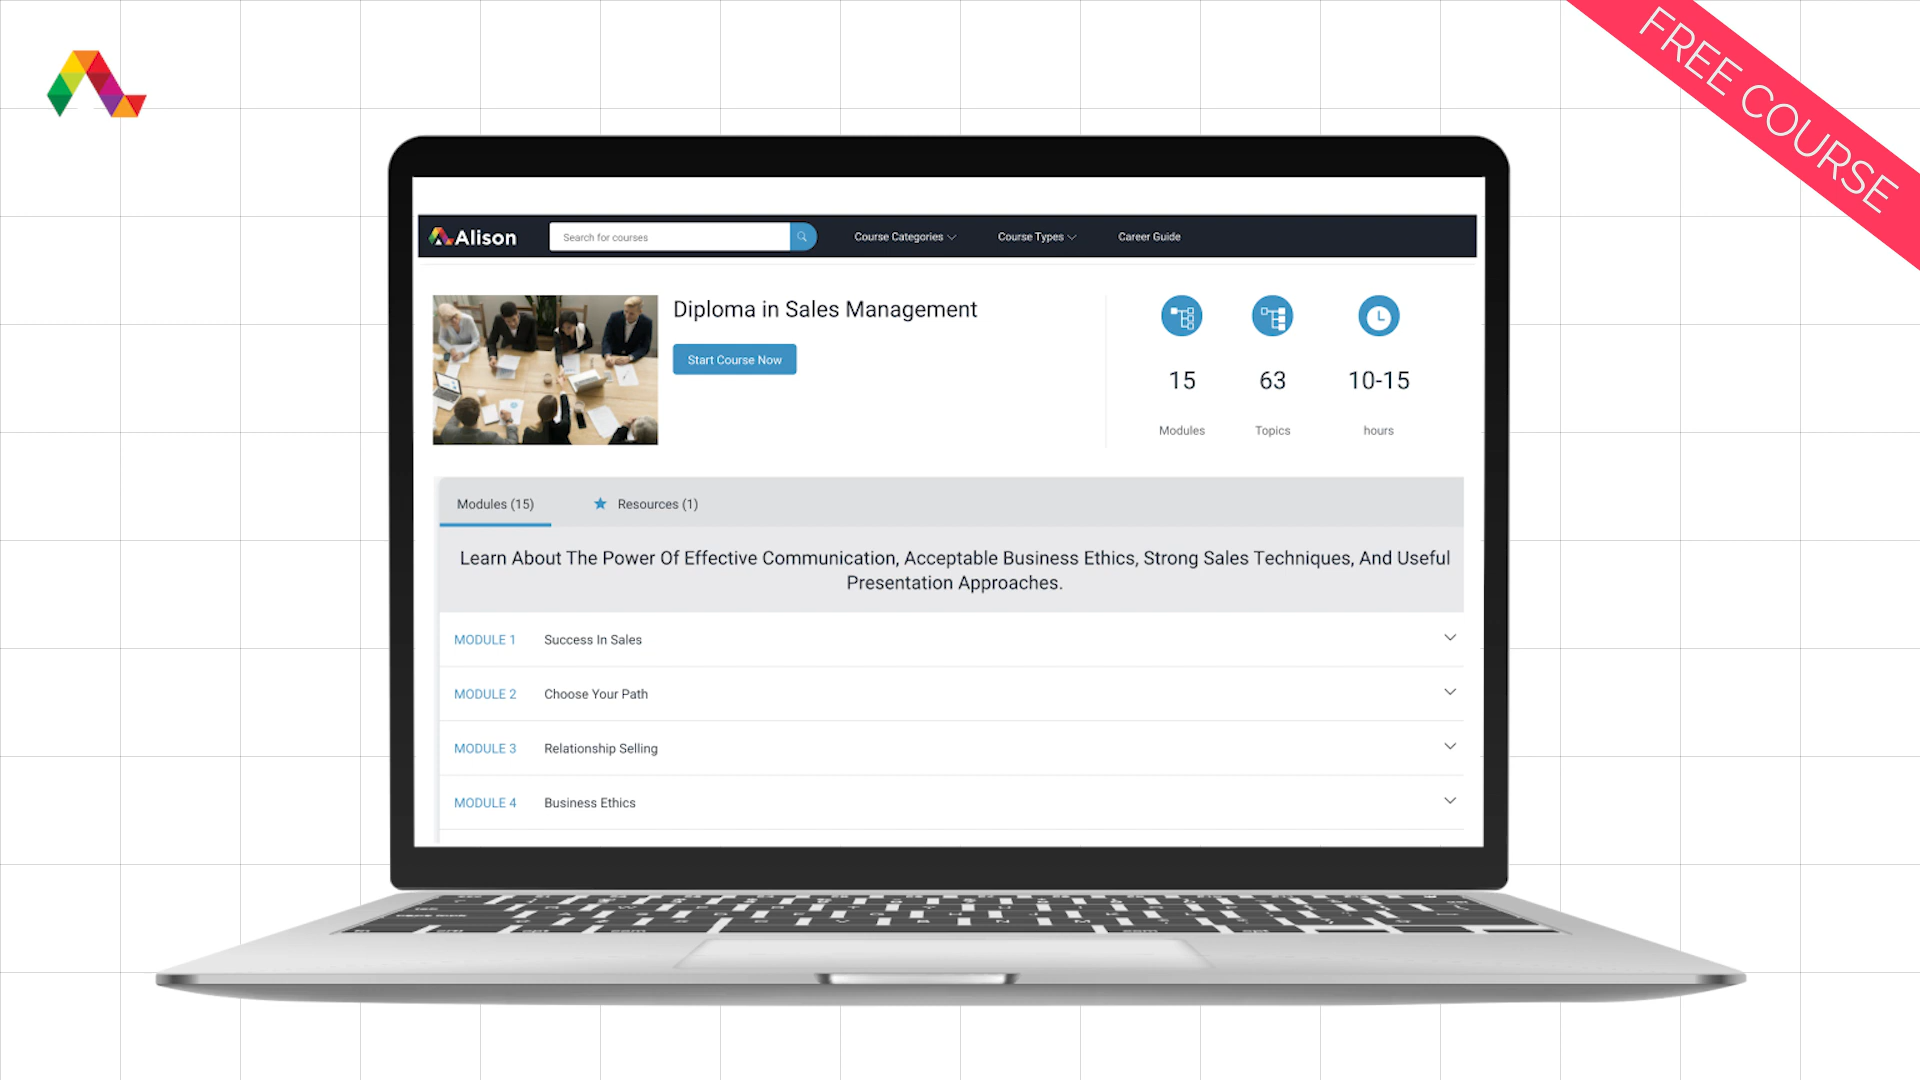 FREE COURSE
Alison
Search for courses
Course Categories
Course Types
Career Guide
Diploma in Sales Management
Start Course Now
15
63
10-15
Modules
Topics
hours
Modules (15)
Resources (1)
Learn About The Power Of Effective Communication, Acceptable Business Ethics, Strong Sales Techniques, And Useful
Presentation Approaches.
MODULE 1 Success In Sales
MODULE 2 Choose Your Path
MODULE 3 Relationship Selling
MODULE 4 Business Ethics